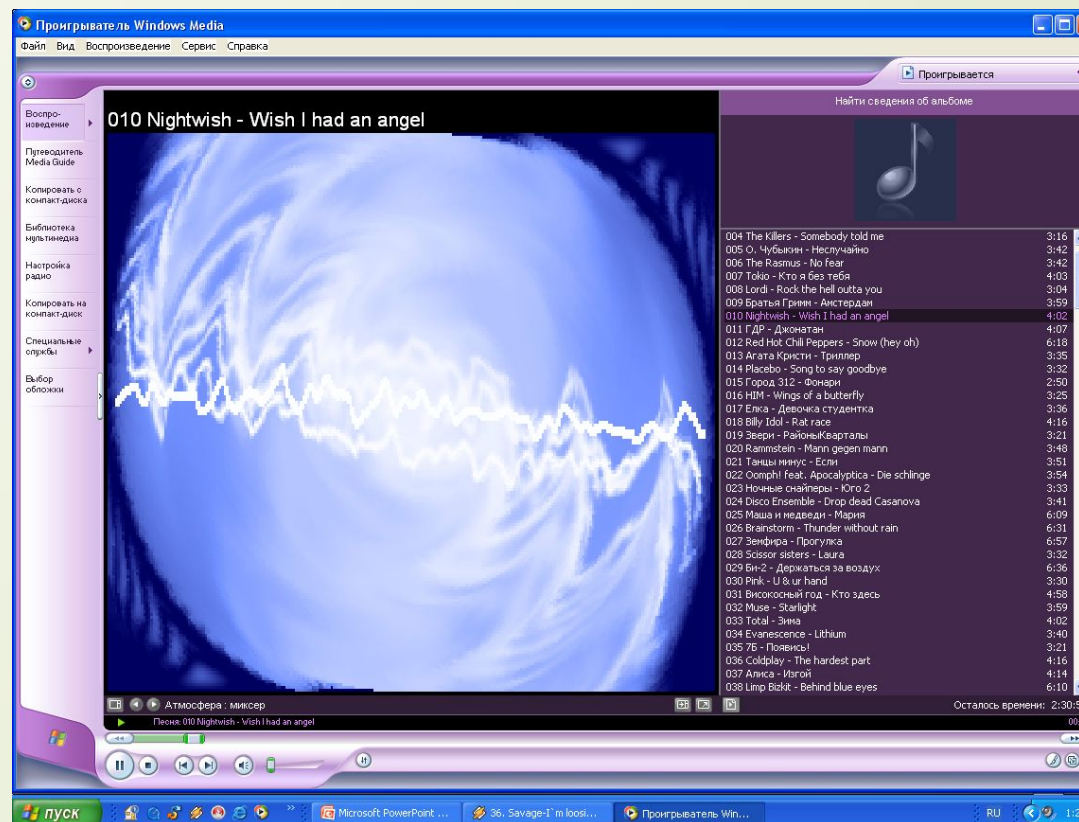 Проигрыватель Windows Media
Файл Вид Воспроизведение Сервис Справка
Проигрывается
Воспро-
изведение
Путеводитель
Media Guide
Копировать с
компакт-диска
Библиотека
мультимедиа
Настройка
радио
Копировать на
компакт-диск
Специальные
службы
Выбор
обложки
010 Nightwish - Wish I had an angel
Найти сведения об альбоме
004 The Killers - Somebody told me 3:16
005 О. Чубыкин - Неслучайно 3:42
006 The Rasmus - No fear 3:42
007 Tokio - Кто я без тебя 4:03
008 Lordi - Rock the hell outta you 3:04
009 Братья Гримм - Амстердам 3:59
010 Nightwish - Wish I had an angel 4:02
011 ГДР - Джонатан 4:07
012 Red Hot Chili Peppers - Snow (hey oh) 6:18
013 Агата Кристи - Триллер 3:35
014 Placebo - Song to say goodbye 3:32
015 Город 312 - Фонари 2:50
016 HIM - Wings of a butterfly 3:25
017 Елка - Девочка студентка 3:36
018 Billy Idol - Rat race 4:16
019 Звери - РайоныКварталы 3:21
020 Rammstein - Mann gegen mann 3:48
021 Танцы минус - Если 3:51
022 Oomph! feat. Apocalyptica - Die schlinge 3:54
023 Ночные снайперы - Юго 2 3:33
024 Disco Ensemble - Drop dead Casanova 3:41
025 Маша и медведи - Мария 6:09
026 Brainstorm - Thunder without rain 6:31
027 Земфира - Прогулка 6:57
028 Scissor sisters - Laura 3:32
029 Би-2 - Держаться за воздух 6:36
030 Pink - U & ur hand 3:30
031 Високосный год - Кто здесь 4:58
032 Muse - Starlight 3:59
033 Total - Зима 4:02
034 Evanescence - Lithium 3:40
035 7Б - Появись! 3:21
036 Coldplay - The hardest part 4:16
037 Алиса - Изгой 4:14
038 Limp Bizkit - Behind blue eyes 6:10
Атмосфера : миксер
Осталось времени: 2:30:5
Песня: 010 Nightwish - Wish I had an angel
00:
пуск
Microsoft PowerPoint ...
36. Savage-I`m loosi...
Проигрыватель Win...
RU
1:2